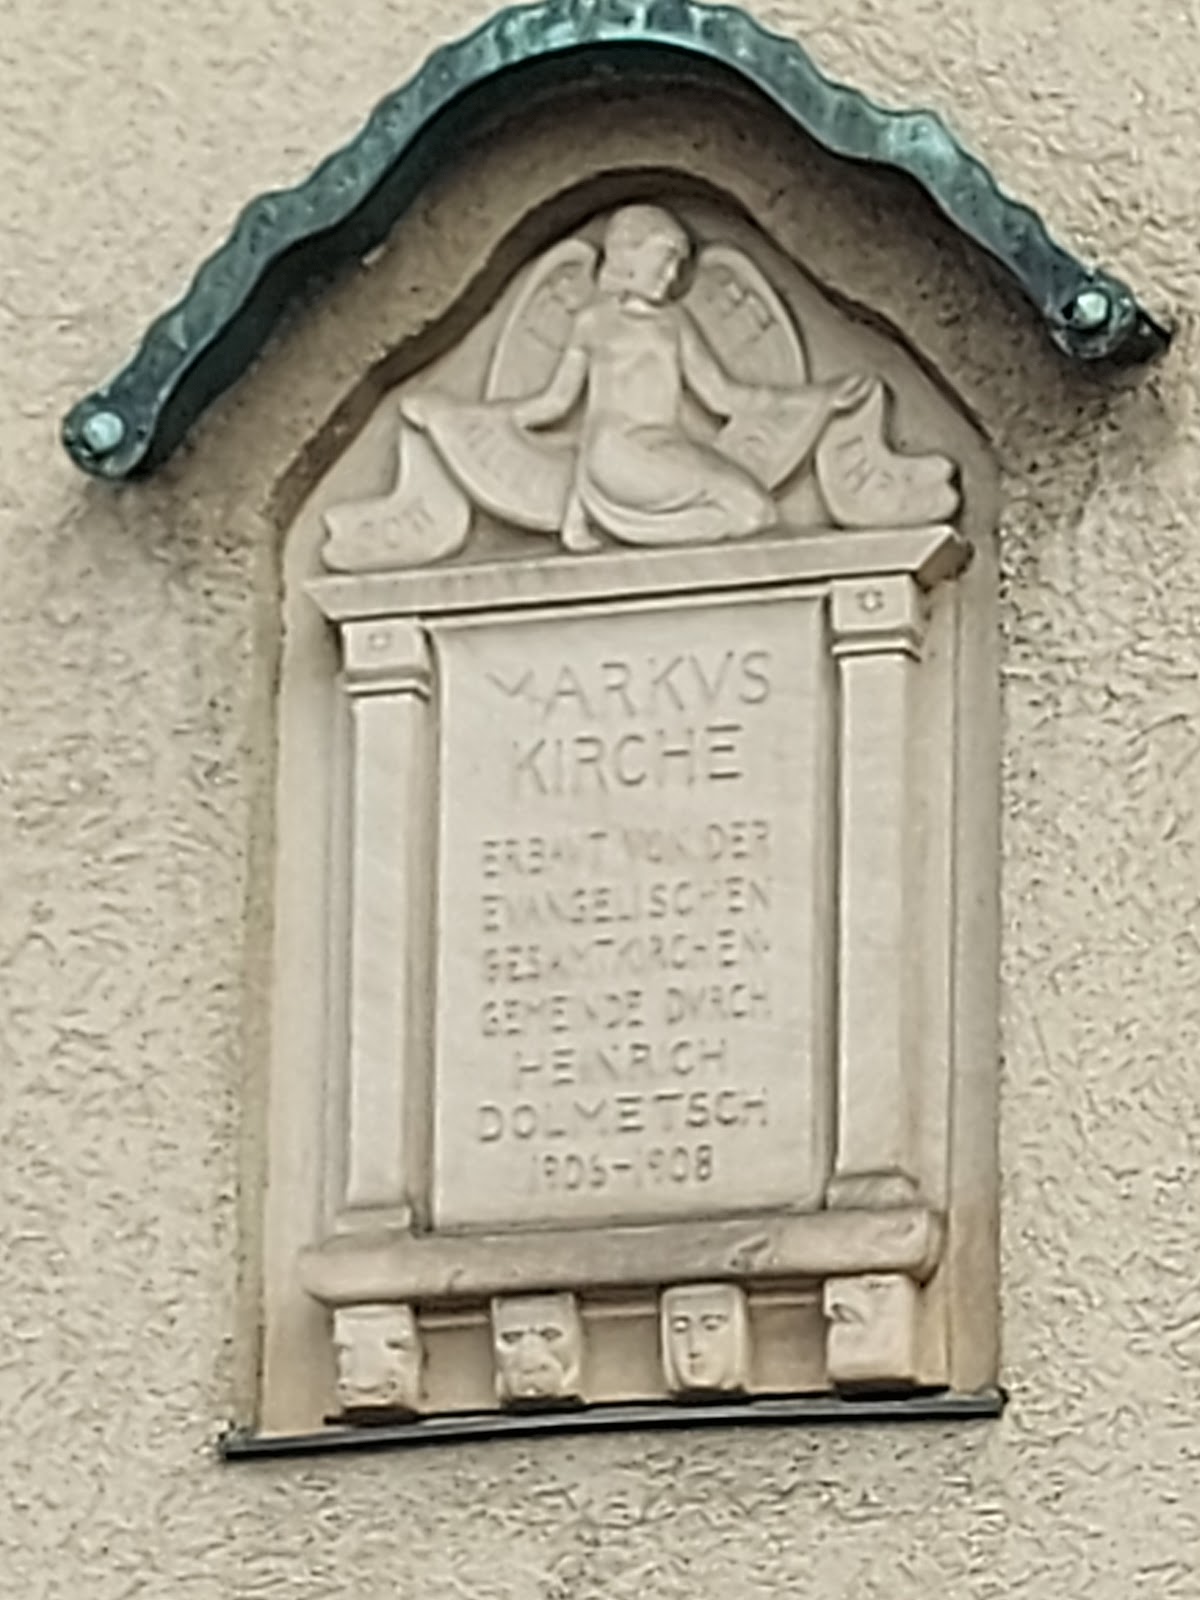 MARKVS
KIRCHE
ERBAVT VON DER
EVANGELISCHEN
GESAMTKIRCHEN-
GEMEINDE DVRCH
HEINRICH
DOLMETSCH
1906-1908